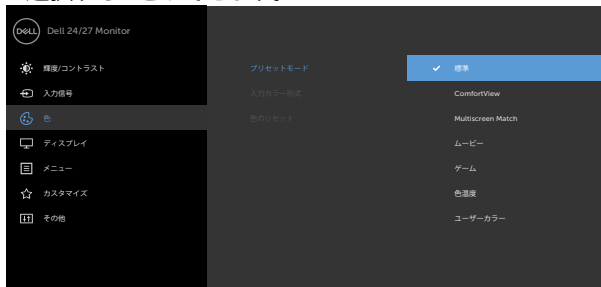 DELL
Dell 24/27 Monitor
輝度/コントラスト
入力信号
色
ディスプレイ
メニュー
カスタマイズ
その他
プリセットモード
入力カラー形式
色のリセット
標準
ComfortView
Multiscreen Match
ムービー
ゲーム
色温度
ユーザーカラー